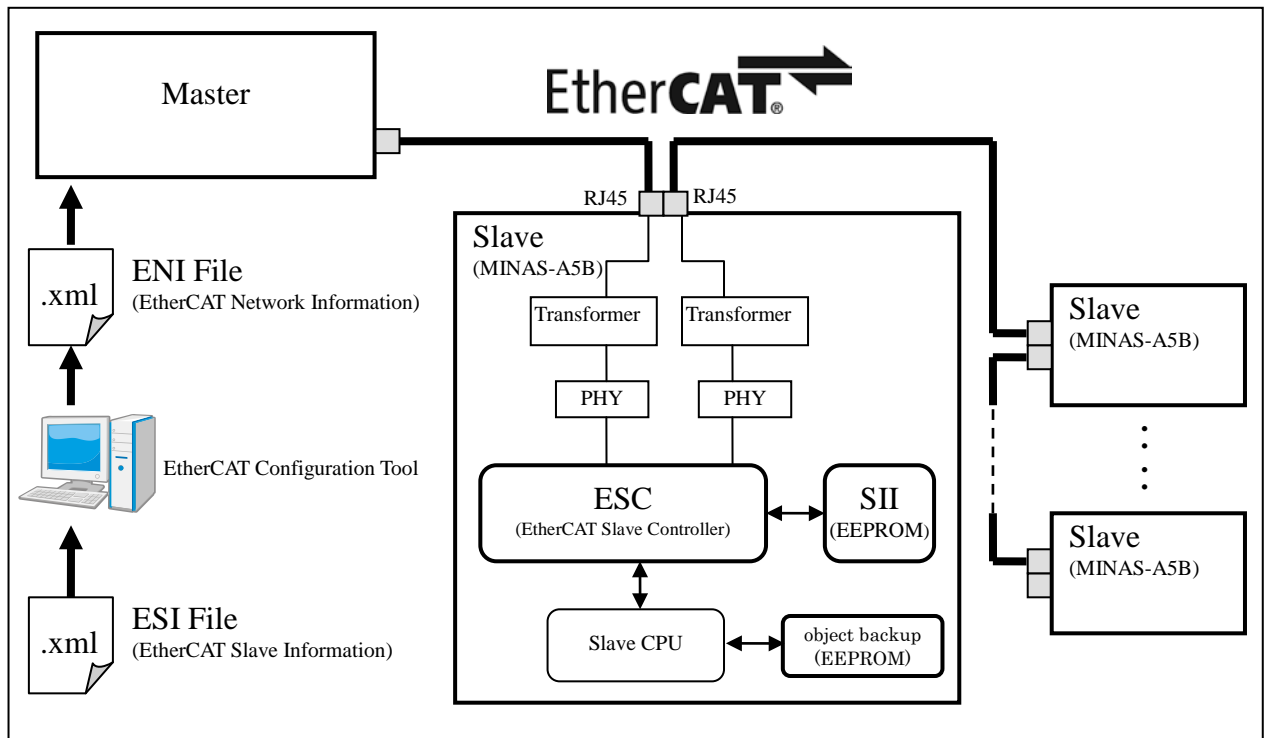 Master
EtherCAT®
RJ45
RJ45
Slave
(MINAS-A5B)
Transformer
Transformer
PHY
PHY
ESC
(EtherCAT Slave Controller)
SII
(EEPROM)
Slave CPU
object backup
(EEPROM)
.xml
ENI File
(EtherCAT Network Information)
EtherCAT Configuration Tool
.xml
ESI File
(EtherCAT Slave Information)
Slave
(MINAS-A5B)
Slave
(MINAS-A5B)